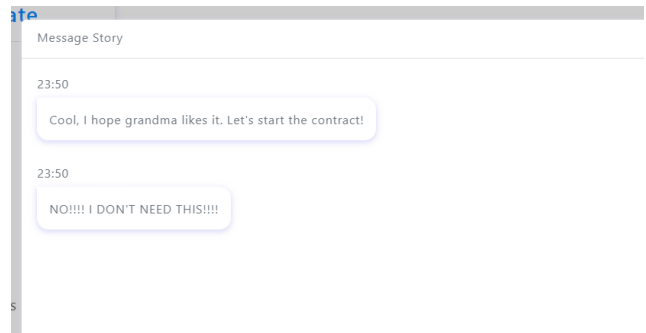 ate
Message Story
23:50
Cool, I hope grandma likes it. Let's start the contract!
23:50
NO!!!! I DON'T NEED THIS!!!!
s